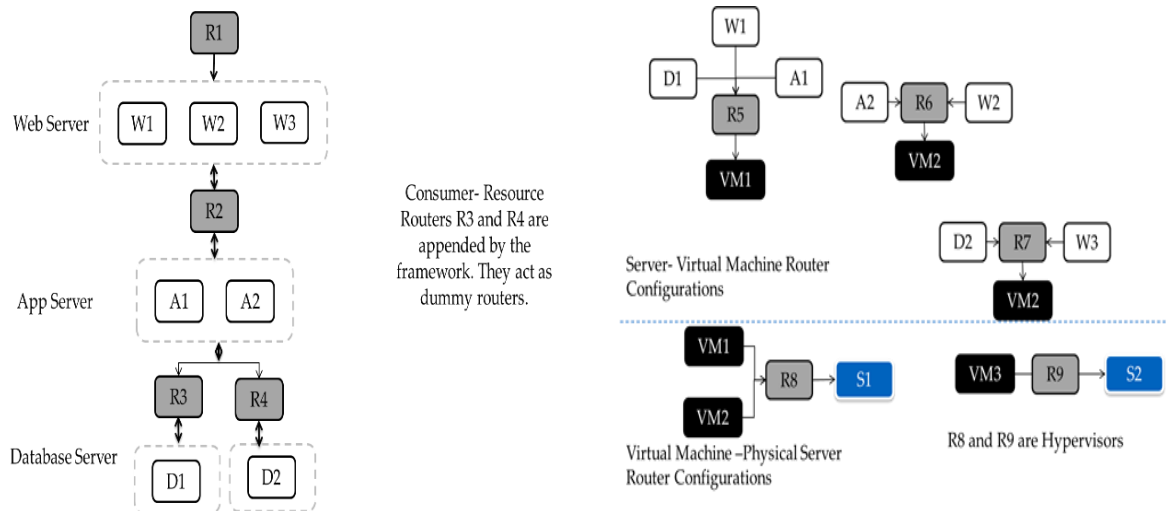 R1
Web Server
W1
W2
W3
R2
App Server
A1
A2
R3
R4
Database Server
D1
D2
Consumer- Resource
Routers R3 and R4 are
appended by the
framework. They act as
dummy routers.
W1
D1
A1
R5
VM1
A2
R6
W2
VM2
D2
R7
W3
VM2
Server- Virtual Machine Router
Configurations
VM1
R8
S1
VM2
Virtual Machine –Physical Server
Router Configurations
VM3
R9
S2
R8 and R9 are Hypervisors